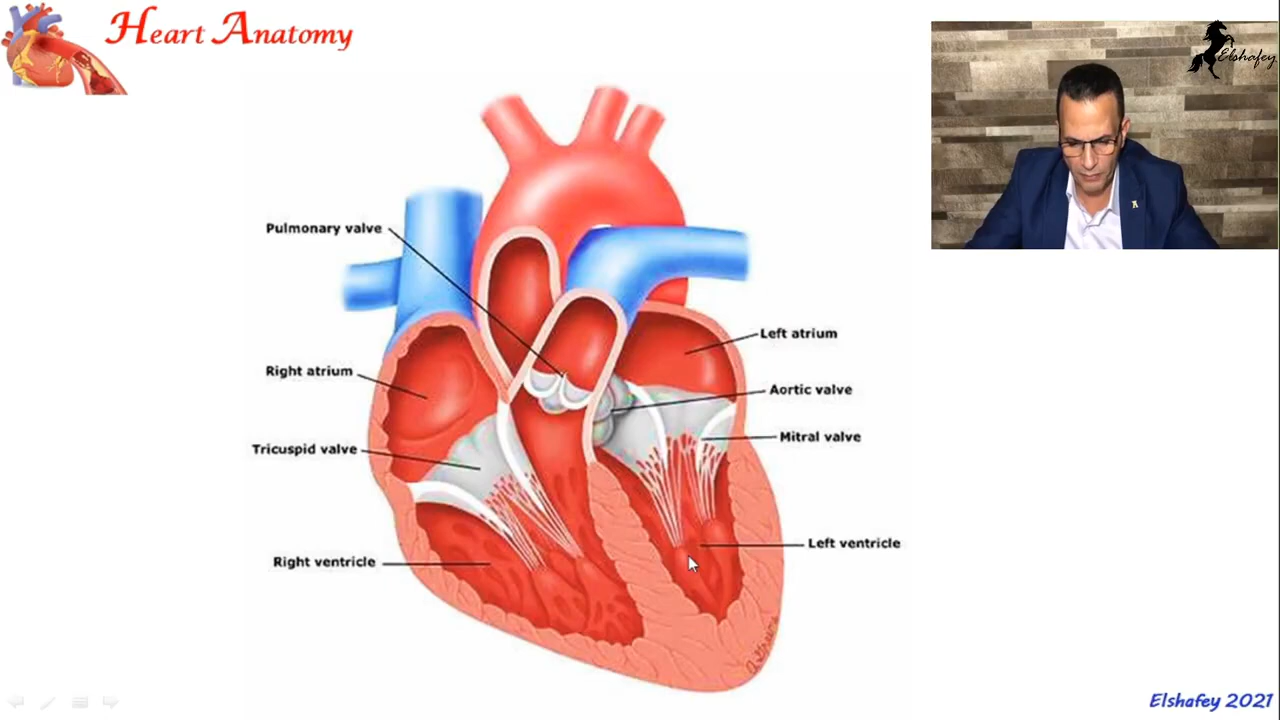 Heart Anatomy
Elshafey
Pulmonary valve
Left atrium
Right atrium
Aortic valve
Mitral valve
Tricuspid valve
Left ventricle
Right ventricle
Elshafey 2021